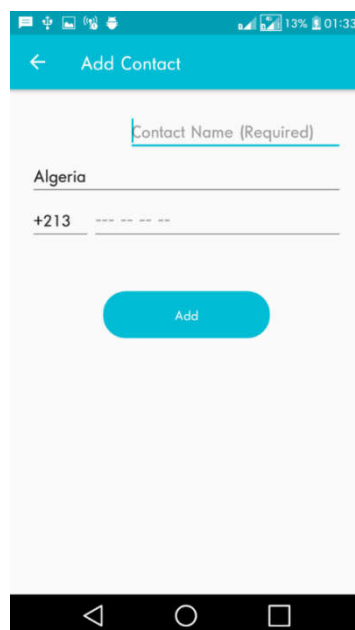 13% 01:33
Add Contact
Contact Name (Required)
Algeria
+213 --- -- -- --
Add